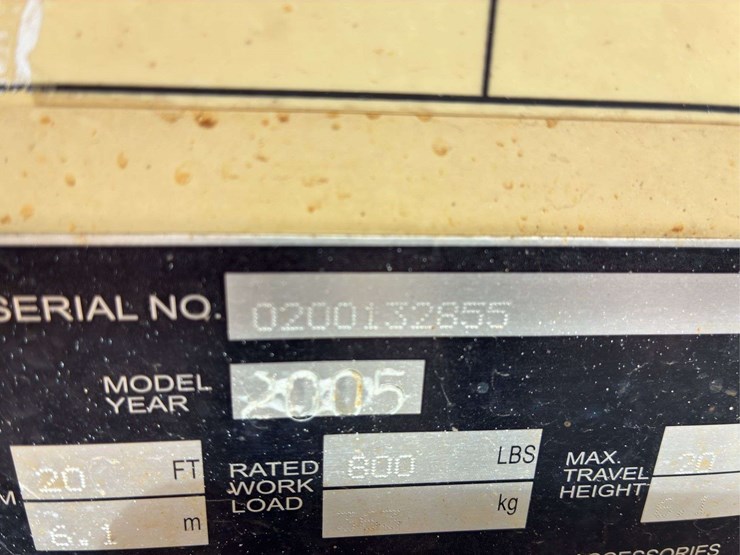 SERIAL NO. 0200132855
MODEL YEAR 2005
20 FT
6.1 m
RATED WORK LOAD 800 LBS
kg
MAX. TRAVEL HEIGHT 20
ACCESSORIES